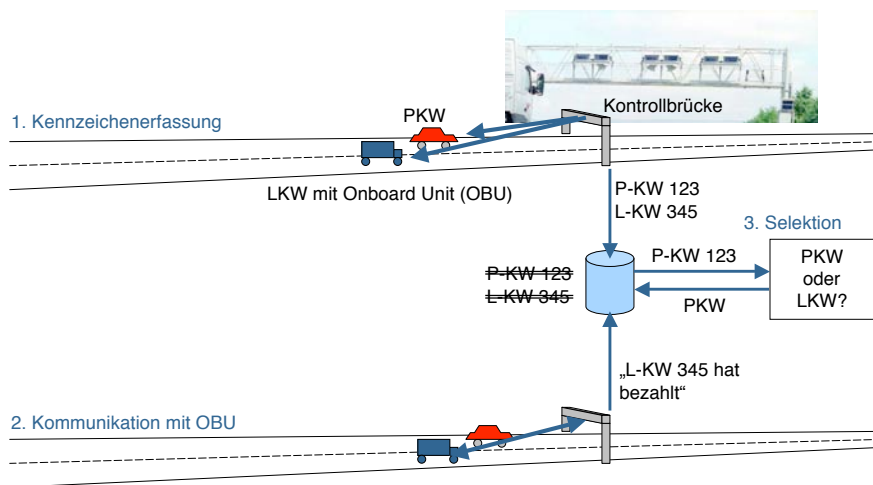 Kontrollbrücke
1. Kennzeichenerfassung
PKW
LKW mit Onboard Unit (OBU)
P-KW 123
L-KW 345
3. Selektion
P-KW 123
L-KW 345
P-KW 123
PKW
PKW
oder
LKW?
„L-KW 345 hat
bezahlt“
2. Kommunikation mit OBU